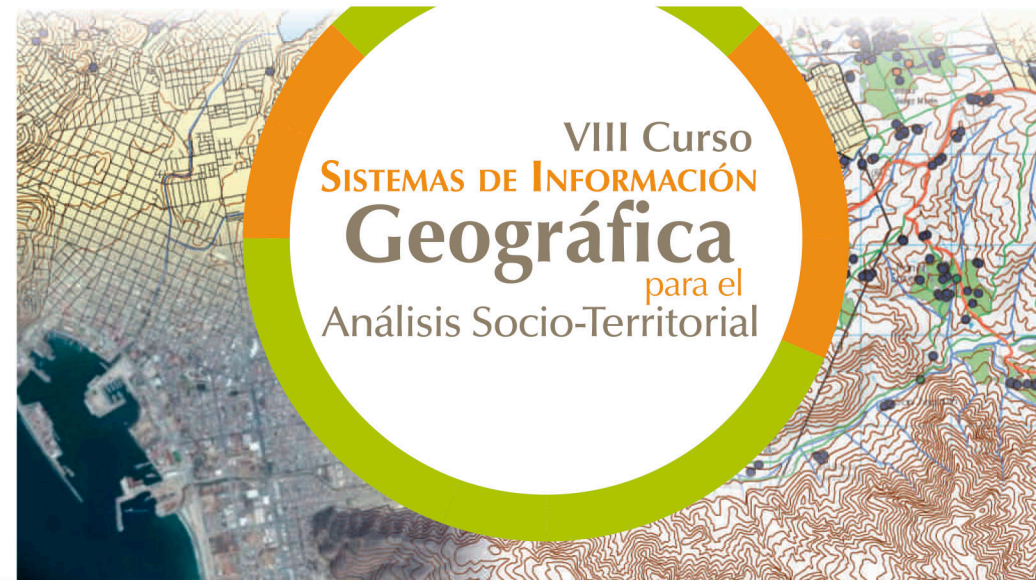 VIII Curso
SISTEMAS DE INFORMACIÓN
Geográfica
para el
Análisis Socio-Territorial